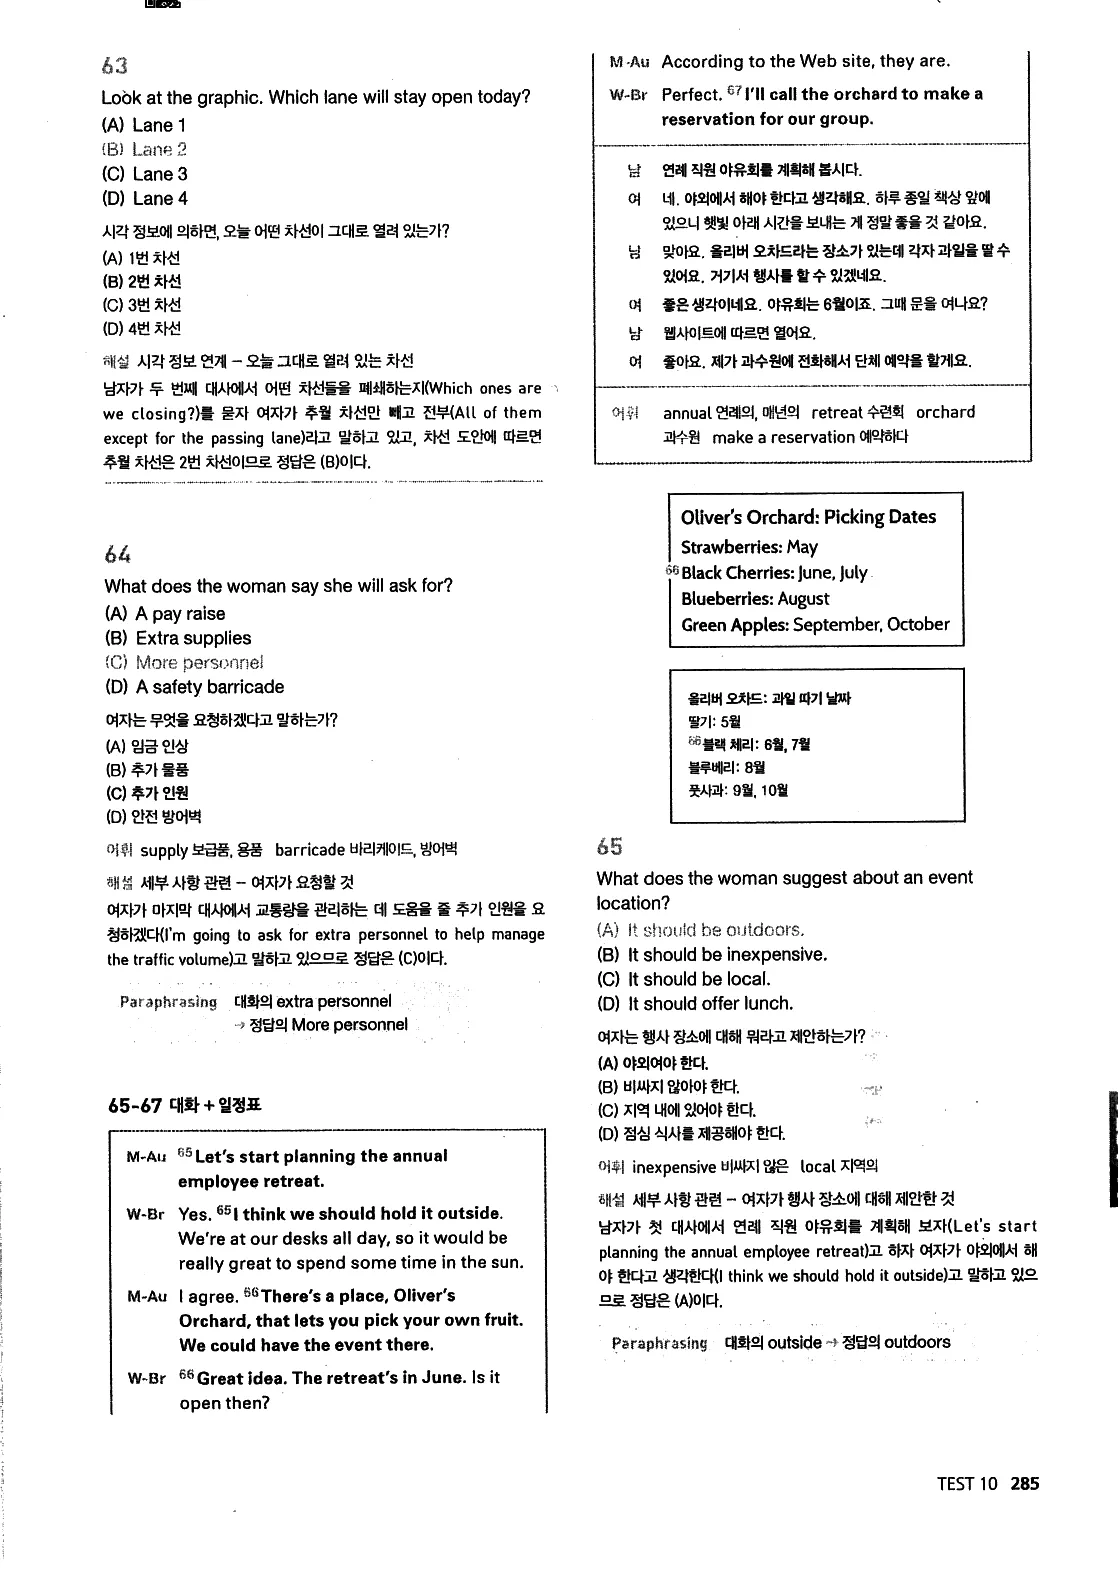 63
Look at the graphic. Which lane will stay open today?
(A) Lane 1
(B) Lane 2
(C) Lane 3
(D) Lane 4
시각 정보에 의하면, 오늘 어떤 차선이 그대로 열려 있는가?
(A) 1번 차선
(B) 2번 차선
(C) 3번 차선
(D) 4번 차선
해설 시각 정보 연계 – 오늘 그대로 열려 있는 차선
남자가 두 번째 대사에서 어떤 차선들을 폐쇄하는지(Which ones are
we closing?)를 묻자 여자가 추월 차선만 빼고 전부(All of them
except for the passing lane)라고 말하고 있고, 차선 도안에 따르면
추월 차선은 2번 차선이므로 정답은 (B)이다.
64
What does the woman say she will ask for?
(A) A pay raise
(B) Extra supplies
(C) More personnel
(D) A safety barricade
여자는 무엇을 요청하겠다고 말하는가?
(A) 임금 인상
(B) 추가 물품
(C) 추가 인원
(D) 안전 방어벽
어휘 supply 보급품, 용품 barricade 바리케이드, 방어벽
해설 세부 사항 관련 – 여자가 요청할 것
여자가 마지막 대사에서 교통량을 관리하는 데 도움을 줄 추가 인원을 요
청하겠다(I'm going to ask for extra personnel to help manage
the traffic volume)고 말하고 있으므로 정답은 (C)이다.
Paraphrasing 대화의 extra personnel
→ 정답의 More personnel
65-67 대화 + 일정표
M-Au 65 Let's start planning the annual
employee retreat.
W-Br Yes. 65 I think we should hold it outside.
We're at our desks all day, so it would be
really great to spend some time in the sun.
M-Au I agree. 66 There's a place, Oliver's
Orchard, that lets you pick your own fruit.
We could have the event there.
W-Br 66 Great idea. The retreat's in June. Is it
open then?
M-Au According to the Web site, they are.
W-Br Perfect. 67 I'll call the orchard to make a
reservation for our group.
남 연례 직원 야유회를 계획해 봅시다.
여 네. 야외에서 해야 한다고 생각해요. 하루 종일 책상 앞에
있으니 햇빛 아래 시간을 보내는 게 정말 좋을 것 같아요.
남 맞아요. 올리버 오차드라는 장소가 있는데 각자 과일을 딸 수
있어요. 거기서 행사를 할 수 있겠네요.
여 좋은 생각이네요. 야유회는 6월이죠. 그때 문을 여나요?
남 웹사이트에 따르면 열어요.
여 좋아요. 제가 과수원에 전화해서 단체 예약을 할게요.
어휘 annual 연례의, 매년의 retreat 수련회 orchard
과수원 make a reservation 예약하다
Oliver's Orchard: Picking Dates
Strawberries: May
66 Black Cherries: June, July
Blueberries: August
Green Apples: September, October
올리버 오차드: 과일 따기 날짜
딸기: 5월
66 블랙 체리: 6월, 7월
블루베리: 8월
풋사과: 9월, 10월
65
What does the woman suggest about an event
location?
(A) It should be outdoors.
(B) It should be inexpensive.
(C) It should be local.
(D) It should offer lunch.
여자는 행사 장소에 대해 뭐라고 제안하는가?
(A) 야외여야 한다.
(B) 비싸지 않아야 한다.
(C) 지역 내에 있어야 한다.
(D) 점심 식사를 제공해야 한다.
어휘 inexpensive 비싸지 않은 local 지역의
해설 세부 사항 관련 – 여자가 행사 장소에 대해 제안한 것
남자가 첫 대사에서 연례 직원 야유회를 계획해 보자(Let's start
planning the annual employee retreat)고 하자 여자가 야외에서 해
야 한다고 생각한다(I think we should hold it outside)고 말하고 있으
므로 정답은 (A)이다.
Paraphrasing 대화의 outside → 정답의 outdoors
TEST 10 285